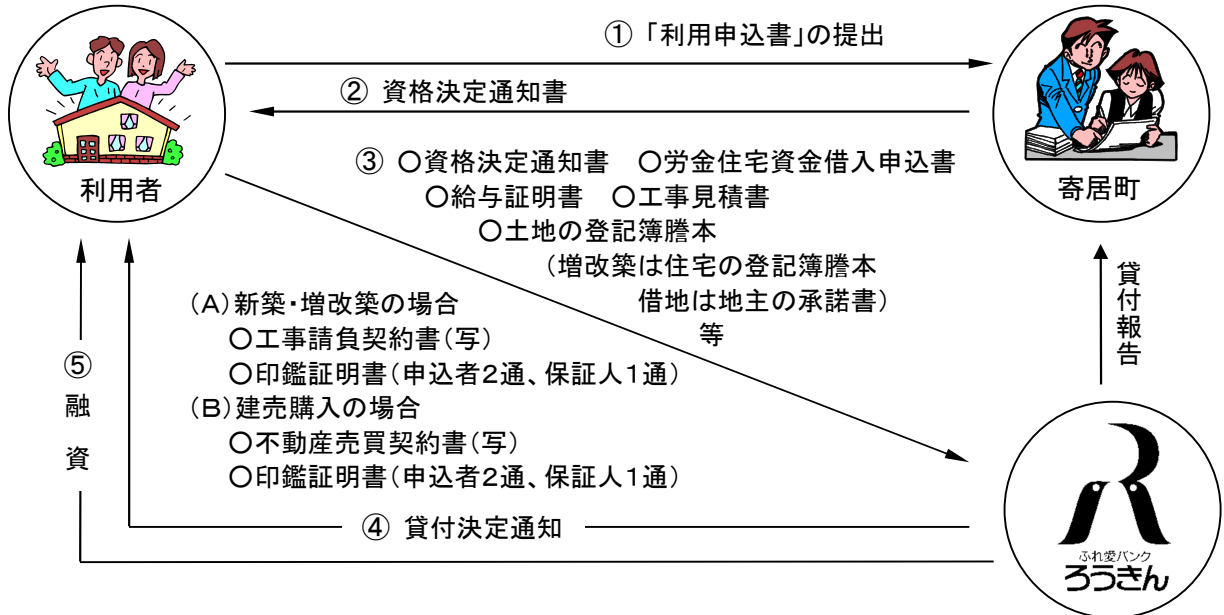 ①「利用申込書」の提出
② 資格決定通知書
利用者
寄居町
③ ○資格決定通知書　○労金住宅資金借入申込書
○給与証明書　○工事見積書
○土地の登記簿謄本
（増改築は住宅の登記簿謄本
借地は地主の承諾書）
等
（A）新築・増改築の場合
○工事請負契約書（写）
○印鑑証明書（申込者２通、保証人１通）
（B）建売購入の場合
○不動産売買契約書（写）
○印鑑証明書（申込者２通、保証人１通）
貸付報告
④ 貸付決定通知
⑤融資
ふれ愛バンク
ろうきん